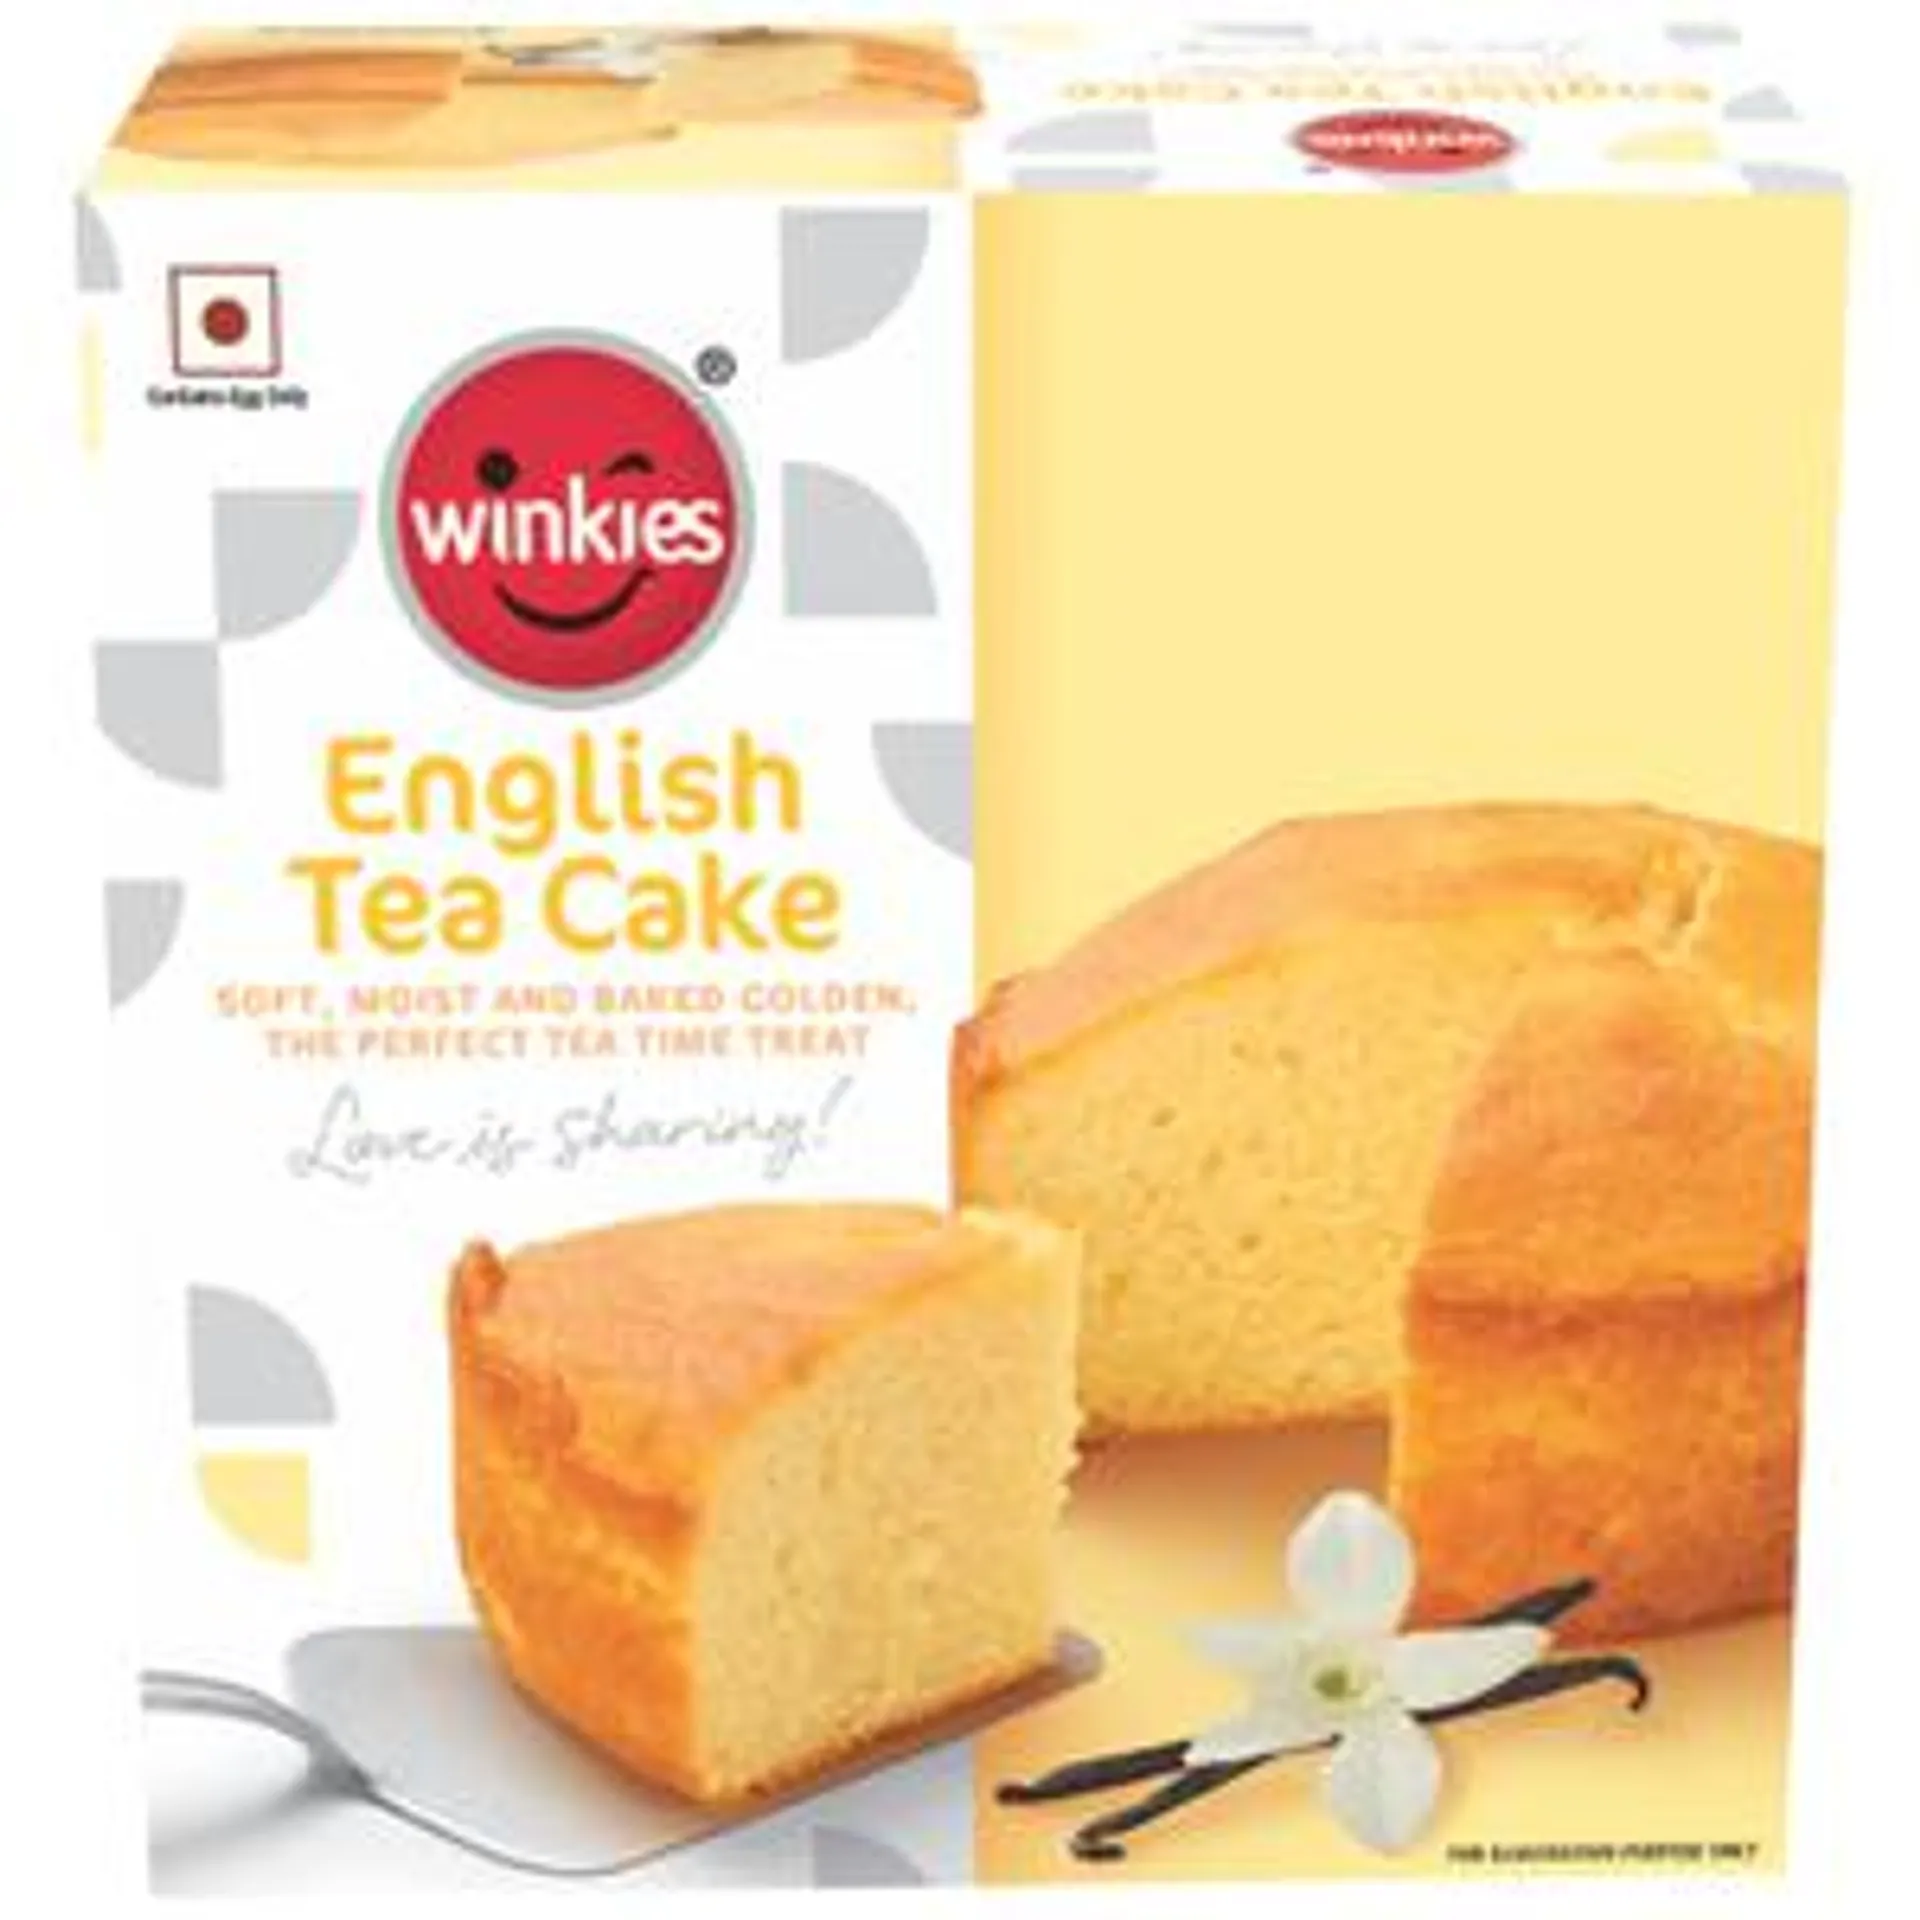 Contains Egg Only
®
winkies
English
Tea Cake
SOFT, MOIST AND BAKED GOLDEN,
THE PERFECT TEA TIME TREAT
Love is sharing!
FOR ILLUSTRATION PURPOSE ONLY